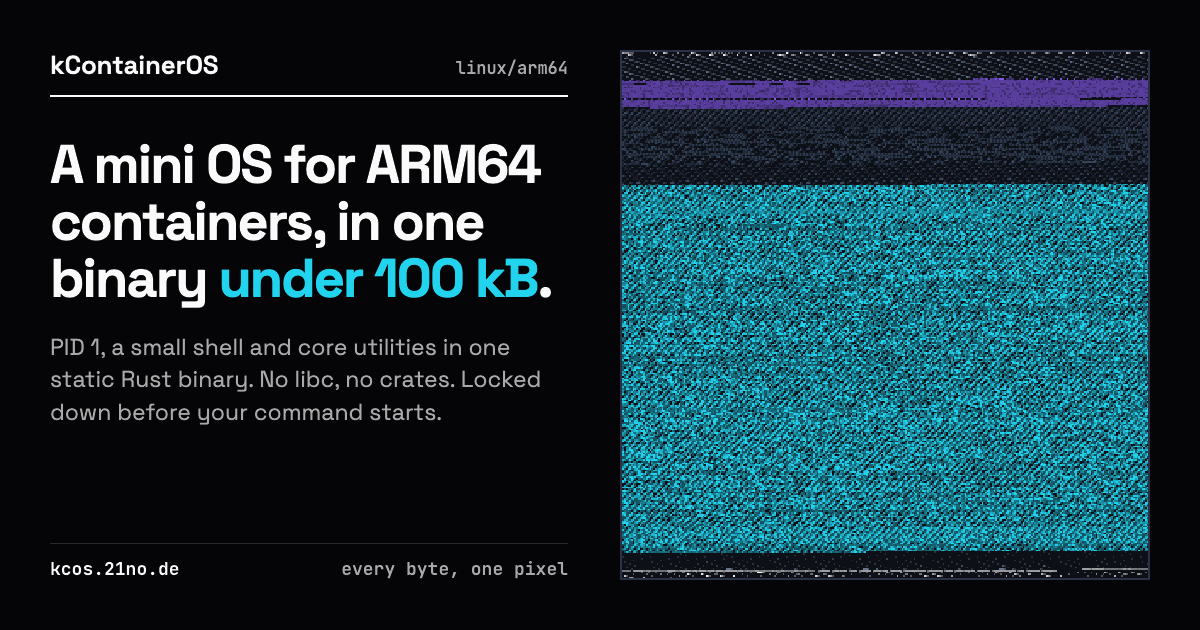 kContainerOS
linux/arm64
A mini OS for ARM64
containers, in one
binary under 100 kB.
PID 1, a small shell and core utilities in one
static Rust binary. No libc, no crates. Locked
down before your command starts.
kcos.21no.de
every byte, one pixel